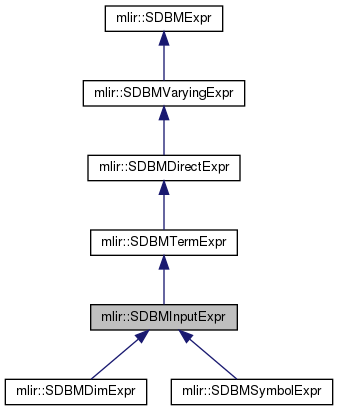 mlir::SDBMExpr
mlir::SDBMVaryingExpr
mlir::SDBMDirectExpr
mlir::SDBMTermExpr
mlir::SDBMInputExpr
mlir::SDBMDimExpr
mlir::SDBMSymbolExpr